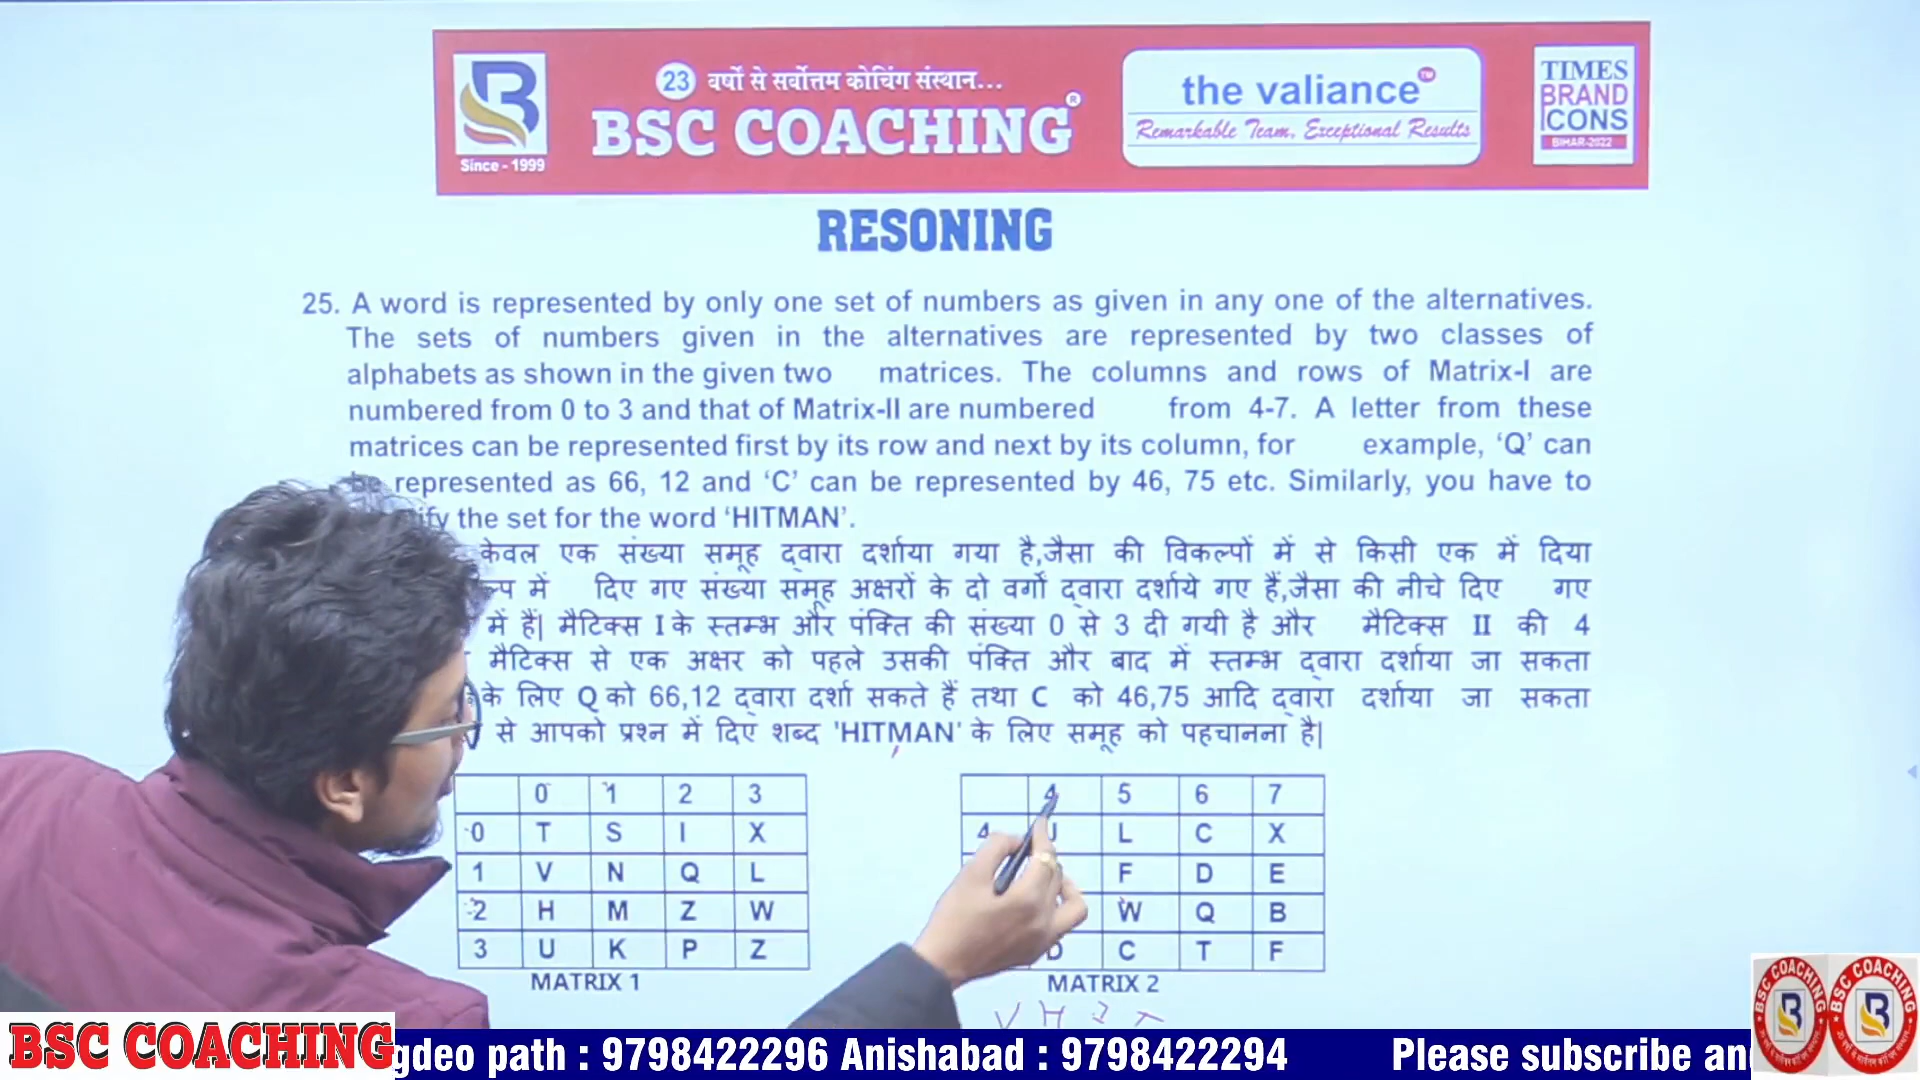 23 वर्षो से सर्वोत्तम कोचिंग संस्थान...
BSC COACHING®
Since - 1999
the valiance™
Remarkable Team, Exceptional Results
TIMES
BRAND
ICONS
BIHAR-2022
RESONING
25. A word is represented by only one set of numbers as given in any one of the alternatives.
The sets of numbers given in the alternatives are represented by two classes of
alphabets as shown in the given two matrices. The columns and rows of Matrix-I are
numbered from 0 to 3 and that of Matrix-II are numbered from 4-7. A letter from these
matrices can be represented first by its row and next by its column, for example, ‘Q’ can
be represented as 66, 12 and ‘C’ can be represented by 46, 75 etc. Similarly, you have to
the set for the word ‘HITMAN’.
केवल एक संख्या समूह द्वारा दर्शाया गया है,जैसा की विकल्पों में से किसी एक में दिया
में दिए गए संख्या समूह अक्षरों के दो वर्गों द्वारा दर्शाये गए हैं,जैसा की नीचे दिए गए
में हैं| मैटिक्स I के स्तम्भ और पंक्ति की संख्या 0 से 3 दी गयी है और मैटिक्स II की 4
मैटिक्स से एक अक्षर को पहले उसकी पंक्ति और बाद में स्तम्भ द्वारा दर्शाया जा सकता
के लिए Q को 66,12 द्वारा दर्शा सकते हैं तथा C को 46,75 आदि द्वारा दर्शाया जा सकता
से आपको प्रश्न में दिए शब्द 'HITMAN' के लिए समूह को पहचानना है|
0 1 2 3
0 T S I X
1 V N Q L
2 H M Z W
3 U K P Z
MATRIX 1
4 5 6 7
4 J L C X
F D E
W Q B
C T F
MATRIX 2
BSC COACHING
path : 9798422296 Anishabad : 9798422294 Please subscribe
BSC COACHING
BSC COACHING